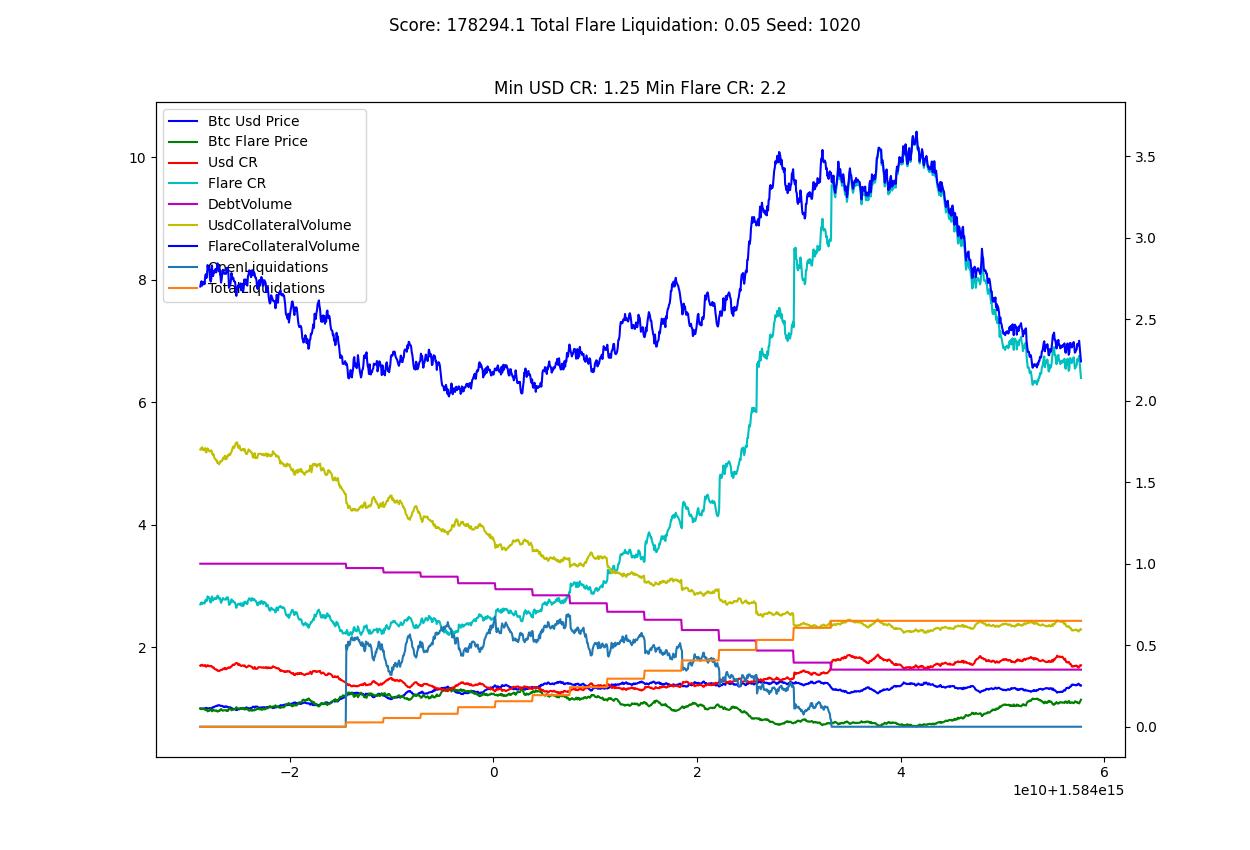 Score: 178294.1 Total Flare Liquidation: 0.05 Seed: 1020
Min USD CR: 1.25 Min Flare CR: 2.2
Btc Usd Price
Btc Flare Price
Usd CR
Flare CR
DebtVolume
UsdCollateralVolume
FlareCollateralVolume
OpenLiquidations
TotalLiquidations
10
8
6
4
2
3.5
3.0
2.5
2.0
1.5
1.0
0.5
0.0
−2 0 2 4 6
1e10+1.584e15